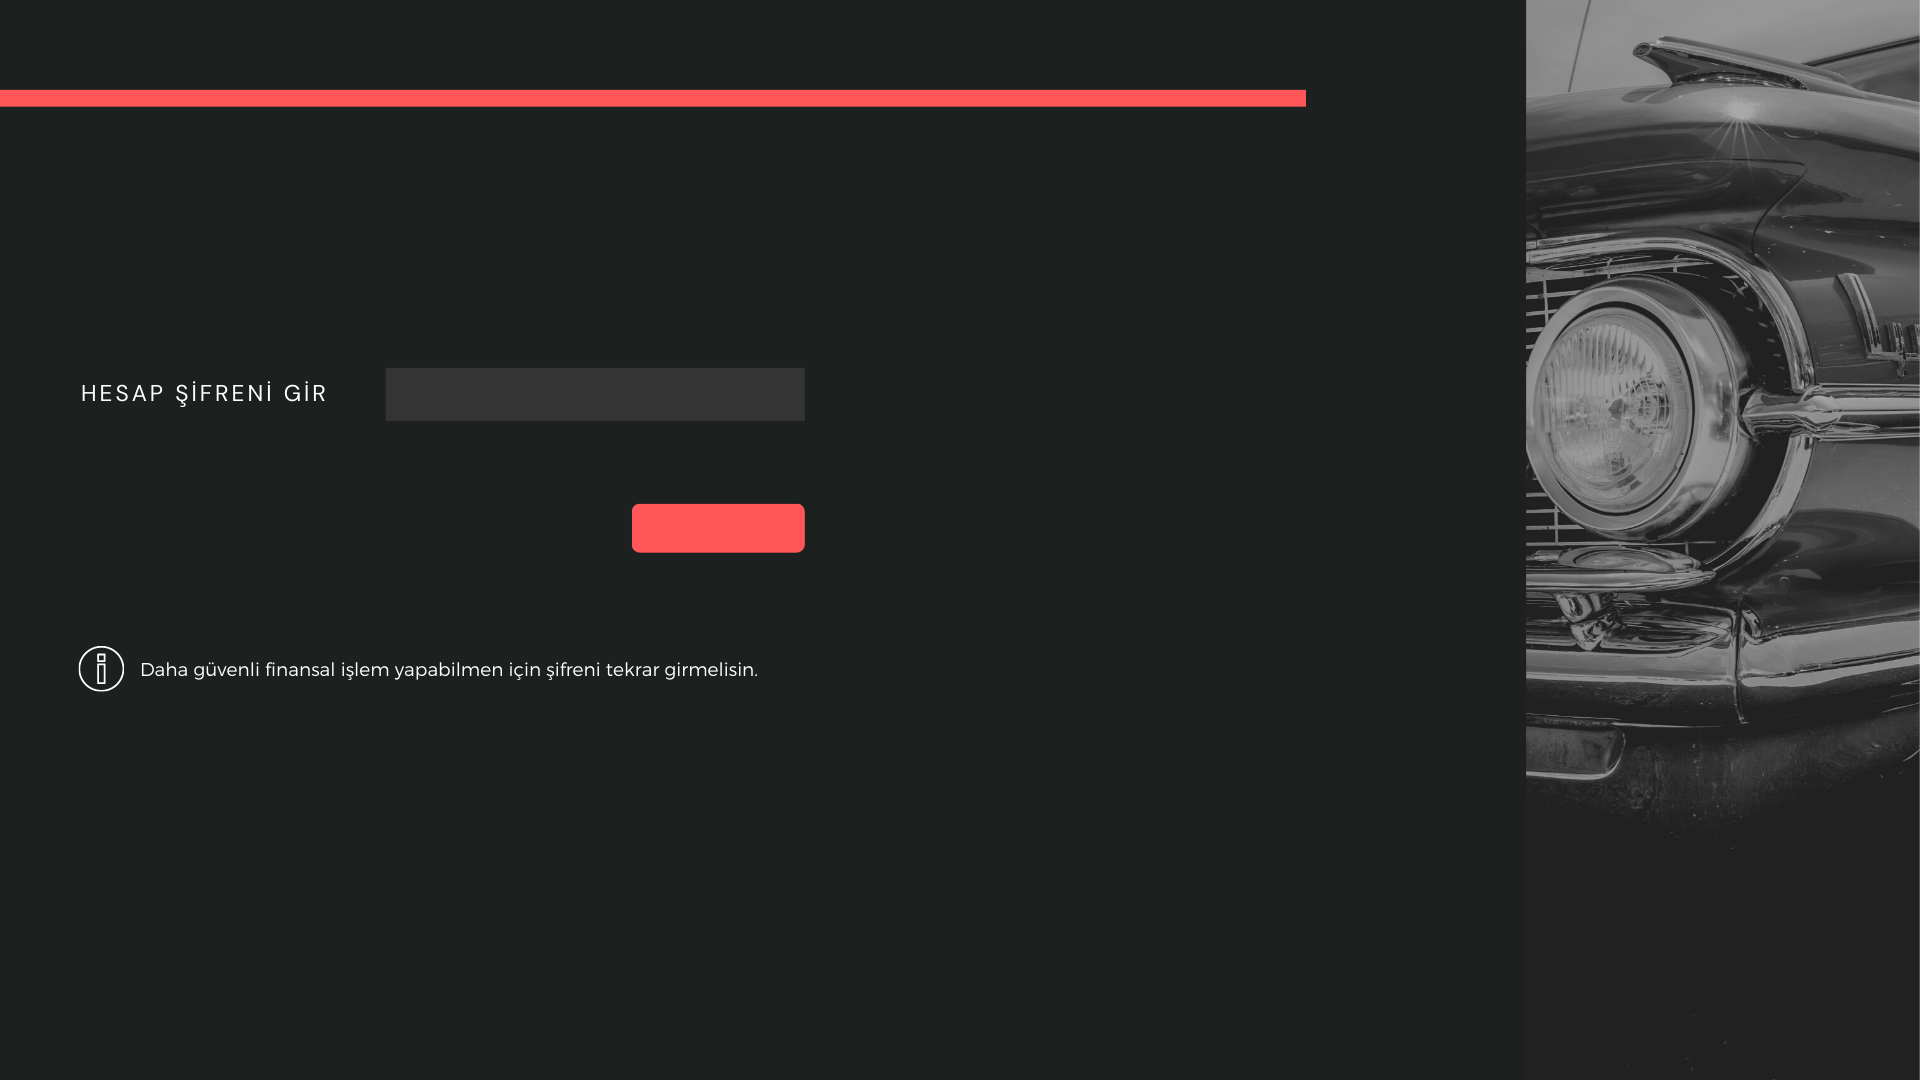 HESAP ŞİFRENİ GİR
Daha güvenli finansal işlem yapabilmen için şifreni tekrar girmelisin.